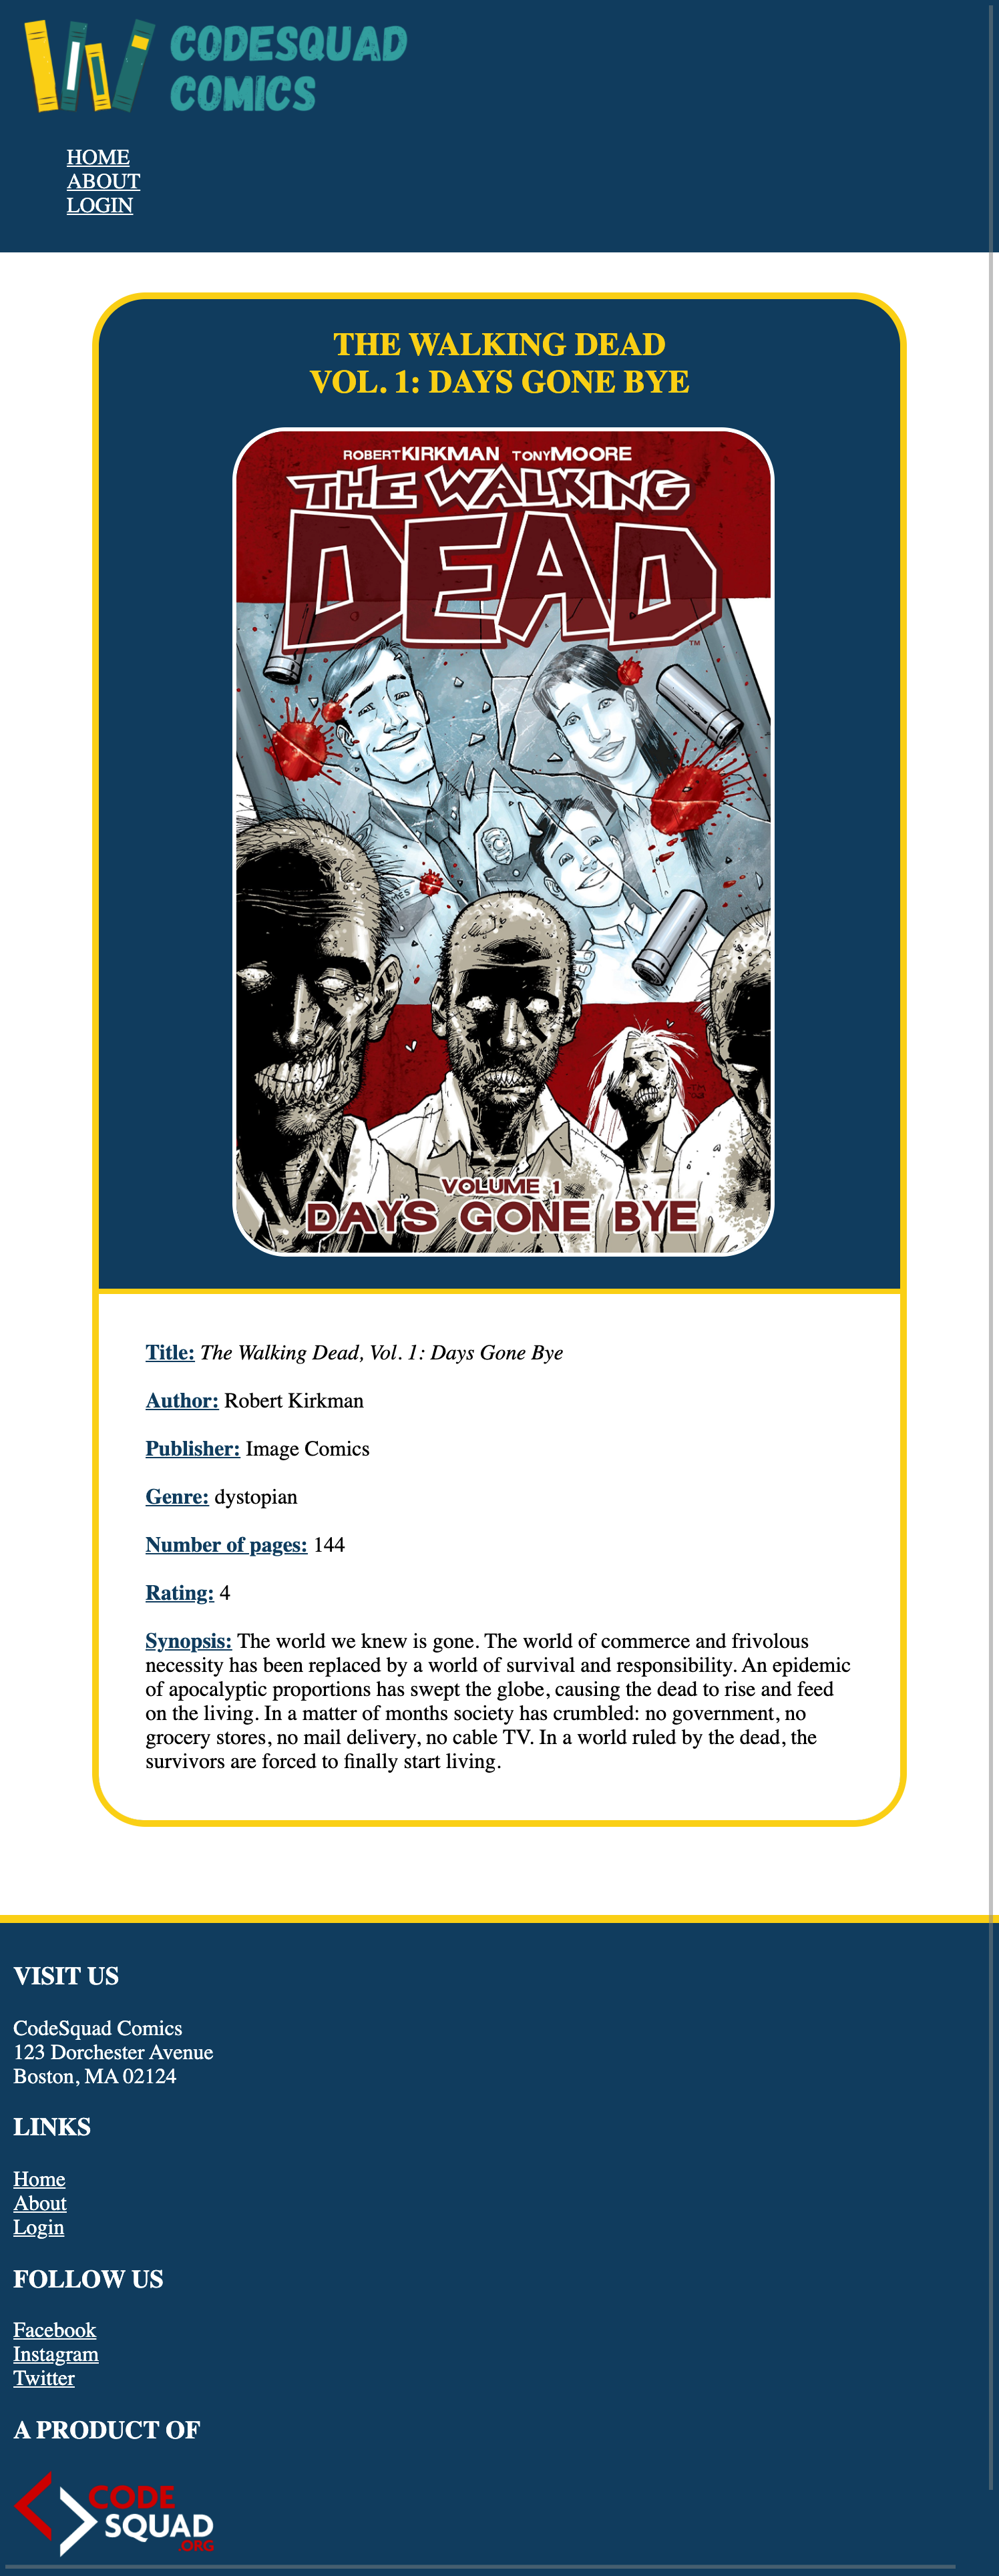 CODESQUAD
COMICS
HOME
ABOUT
LOGIN
THE WALKING DEAD
VOL. 1: DAYS GONE BYE
ROBERTKIRKMAN TONYMOORE
THE WALKING
DEAD
TM
VOLUME 1
DAYS GONE BYE
Title: The Walking Dead, Vol. 1: Days Gone Bye
Author: Robert Kirkman
Publisher: Image Comics
Genre: dystopian
Number of pages: 144
Rating: 4
Synopsis: The world we knew is gone. The world of commerce and frivolous
necessity has been replaced by a world of survival and responsibility. An epidemic
of apocalyptic proportions has swept the globe, causing the dead to rise and feed
on the living. In a matter of months society has crumbled: no government, no
grocery stores, no mail delivery, no cable TV. In a world ruled by the dead, the
survivors are forced to finally start living.
VISIT US
CodeSquad Comics
123 Dorchester Avenue
Boston, MA 02124
LINKS
Home
About
Login
FOLLOW US
Facebook
Instagram
Twitter
A PRODUCT OF
CODE
SQUAD
.ORG